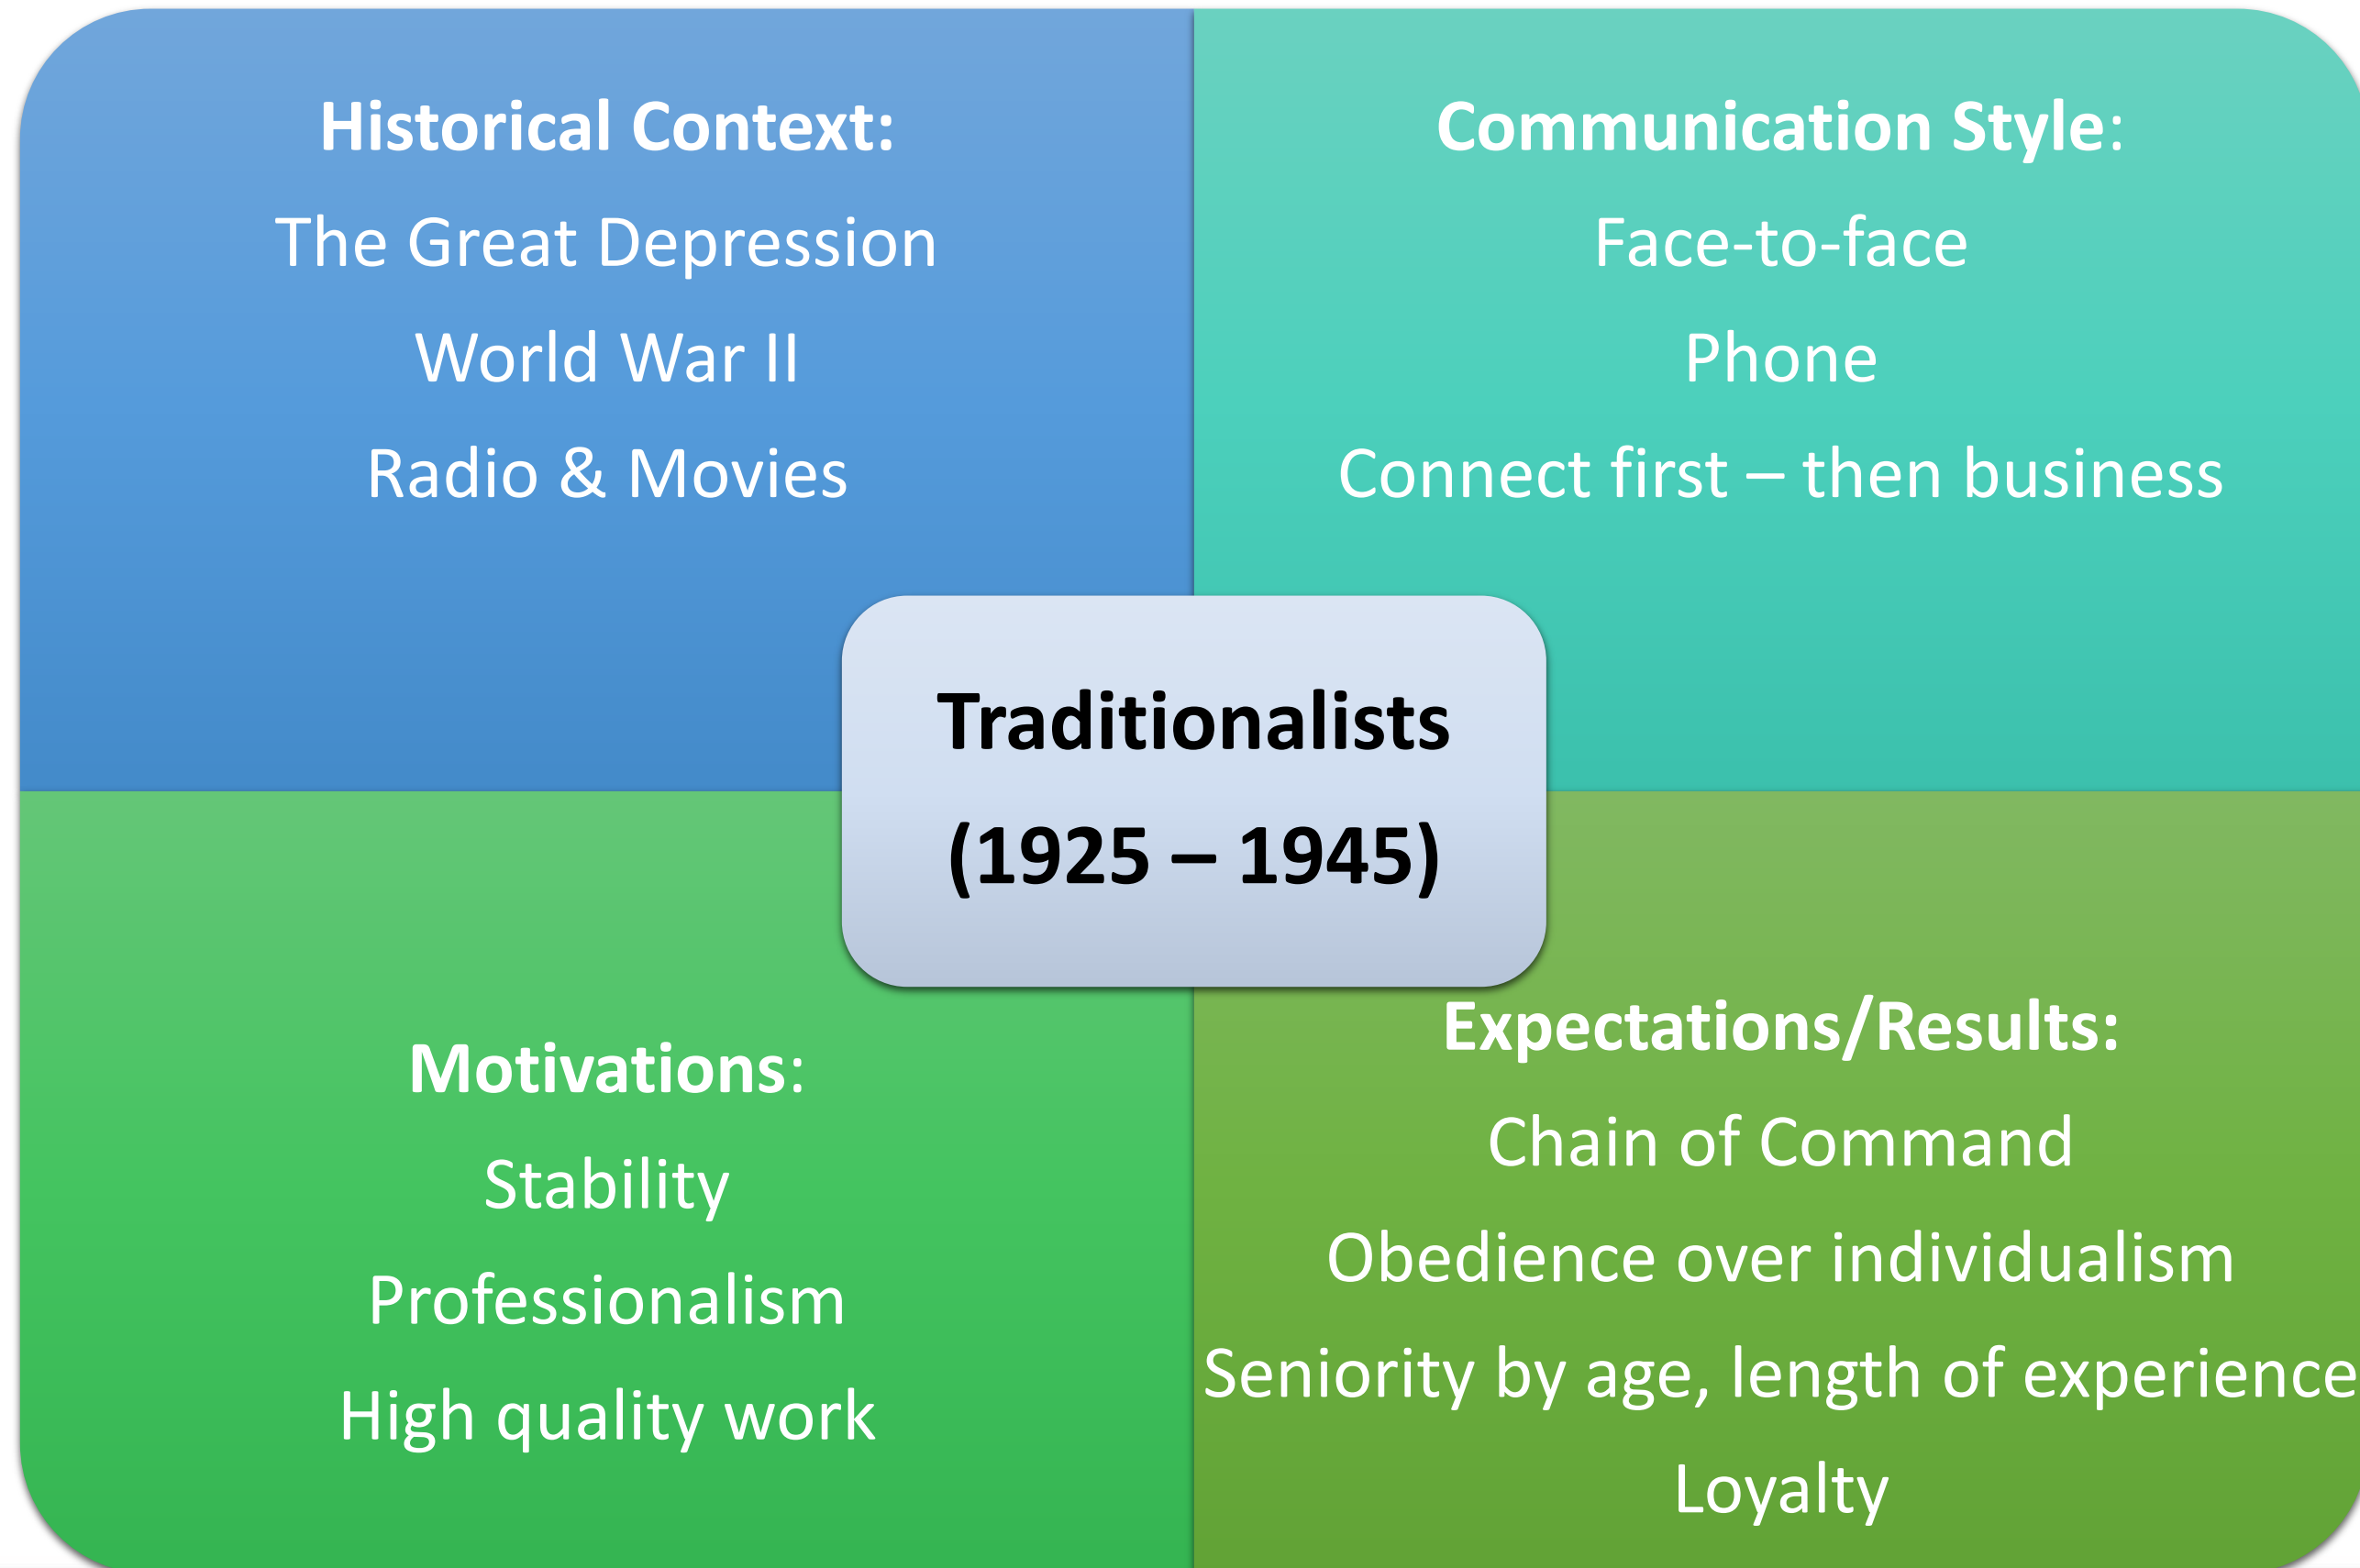 Historical Context:
The Great Depression
World War II
Radio & Movies
Communication Style:
Face-to-face
Phone
Connect first – then business
Traditionalists
(1925 – 1945)
Motivations:
Stability
Professionalism
High quality work
Expectations/Results:
Chain of Command
Obedience over individualism
Seniority by age, length of experience
Loyalty